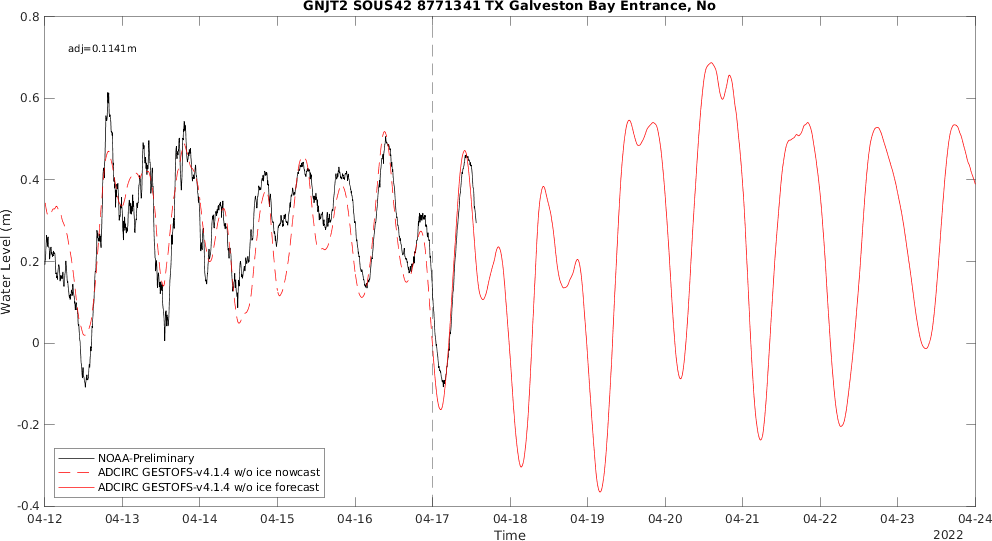 GNJT2 SOUS42 8771341 TX Galveston Bay Entrance, No
adj=0.1141m
0.8
0.6
0.4
0.2
0
-0.2
-0.4
Water Level (m)
NOAA-Preliminary
ADCIRC GESTOFS-v4.1.4 w/o ice nowcast
ADCIRC GESTOFS-v4.1.4 w/o ice forecast
04-12 04-13 04-14 04-15 04-16 04-17 04-18 04-19 04-20 04-21 04-22 04-23 04-24
Time
2022